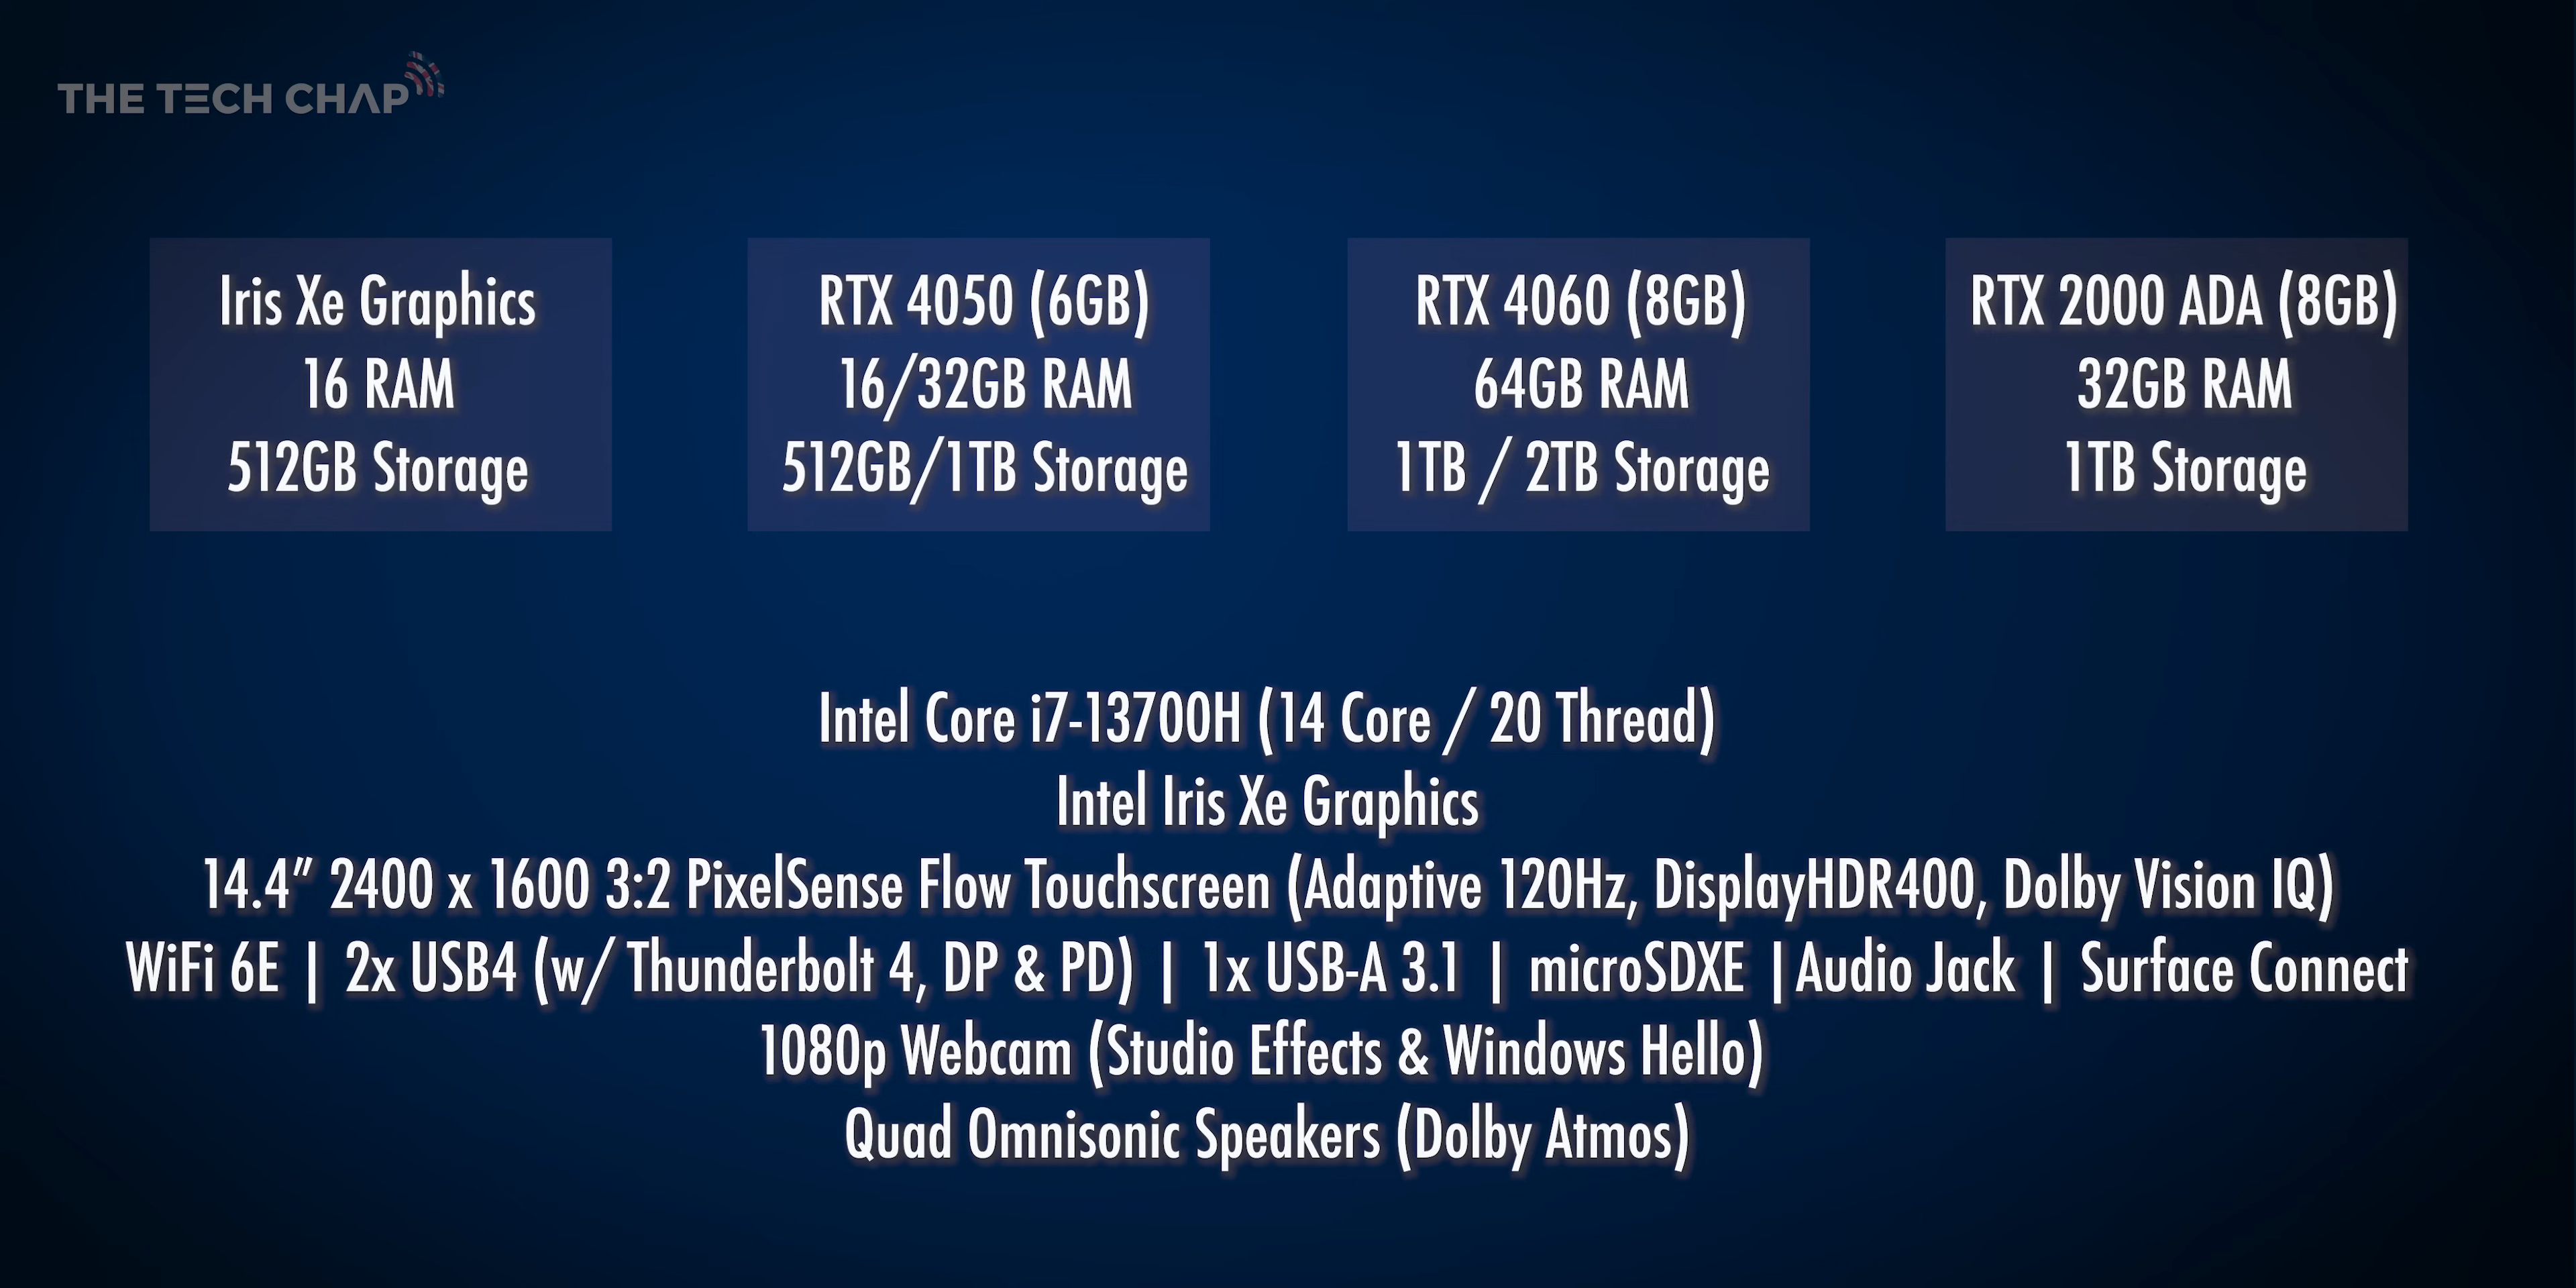 THE TECH CHAP
Iris Xe Graphics
16 RAM
512GB Storage
RTX 4050 (6GB)
16/32GB RAM
512GB/1TB Storage
RTX 4060 (8GB)
64GB RAM
1TB / 2TB Storage
RTX 2000 ADA (8GB)
32GB RAM
1TB Storage
Intel Core i7-13700H (14 Core / 20 Thread)
Intel Iris Xe Graphics
14.4” 2400 x 1600 3:2 PixelSense Flow Touchscreen (Adaptive 120Hz, DisplayHDR400, Dolby Vision IQ)
WiFi 6E | 2x USB4 (w/ Thunderbolt 4, DP & PD) | 1x USB-A 3.1 | microSDXE |Audio Jack | Surface Connect
1080p Webcam (Studio Effects & Windows Hello)
Quad Omnisonic Speakers (Dolby Atmos)